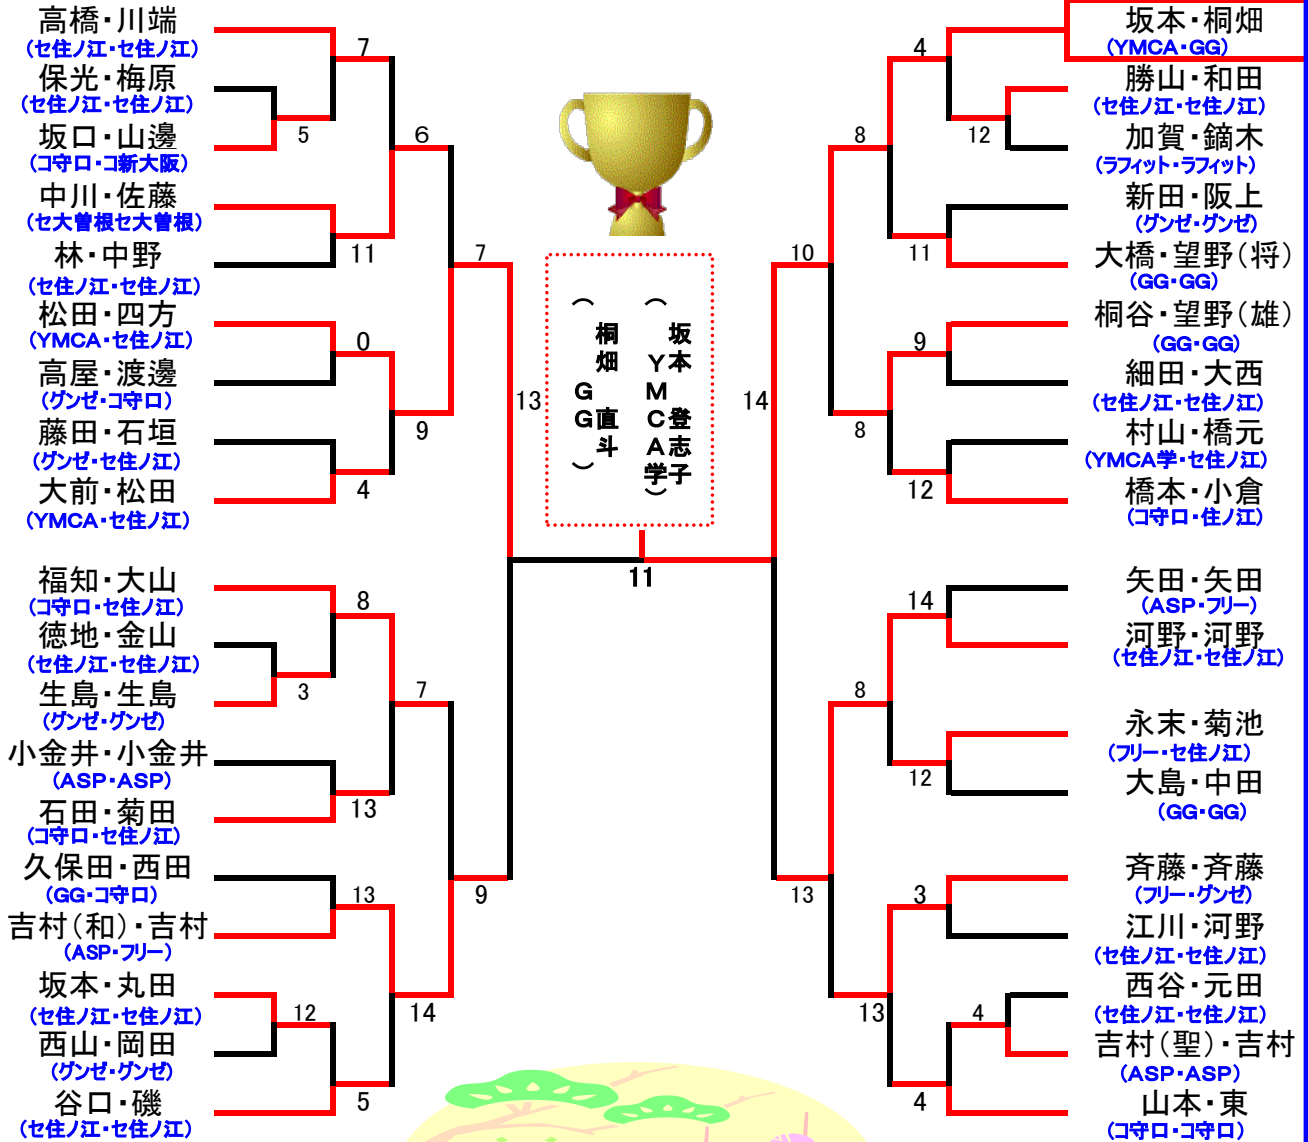 高橋・川端
(セ住ノ江・セ住ノ江)
7
保光・梅原
(セ住ノ江・セ住ノ江)
5
坂口・山邊
(コ守口・コ新大阪)
6
中川・佐藤
(セ大曽根セ大曽根)
11
林・中野
(セ住ノ江・セ住ノ江)
7
松田・四方
(YMCA・セ住ノ江)
0
高屋・渡邊
(グンゼ・コ守口)
9
藤田・石垣
(グンゼ・セ住ノ江)
4
大前・松田
(YMCA・セ住ノ江)
13
福知・大山
(コ守口・セ住ノ江)
8
徳地・金山
(セ住ノ江・セ住ノ江)
3
生島・生島
(グンゼ・グンゼ)
7
小金井・小金井
(ASP・ASP)
13
石田・菊田
(コ守口・セ住ノ江)
久保田・西田
(GG・コ守口)
13
9
吉村(和)・吉村
(ASP・フリー)
坂本・丸田
(セ住ノ江・セ住ノ江)
12
14
西山・岡田
(グンゼ・グンゼ)
5
谷口・磯
(セ住ノ江・セ住ノ江)
坂本 登志子
(YMCA学)
桐畑 直斗
(GG)
11
坂本・桐畑
(YMCA・GG)
4
勝山・和田
(セ住ノ江・セ住ノ江)
12
加賀・鏑木
(ラフィット・ラフィット)
8
新田・阪上
(グンゼ・グンゼ)
11
大橋・望野(将)
(GG・GG)
10
桐谷・望野(雄)
(GG・GG)
9
細田・大西
(セ住ノ江・セ住ノ江)
8
村山・橋元
(YMCA学・セ住ノ江)
12
橋本・小倉
(コ守口・住ノ江)
14
矢田・矢田
(ASP・フリー)
14
河野・河野
(セ住ノ江・セ住ノ江)
8
永末・菊池
(フリー・セ住ノ江)
12
大島・中田
(GG・GG)
13
斉藤・斉藤
(フリー・グンゼ)
3
江川・河野
(セ住ノ江・セ住ノ江)
13
西谷・元田
(セ住ノ江・セ住ノ江)
4
吉村(聖)・吉村
(ASP・ASP)
4
山本・東
(コ守口・コ守口)